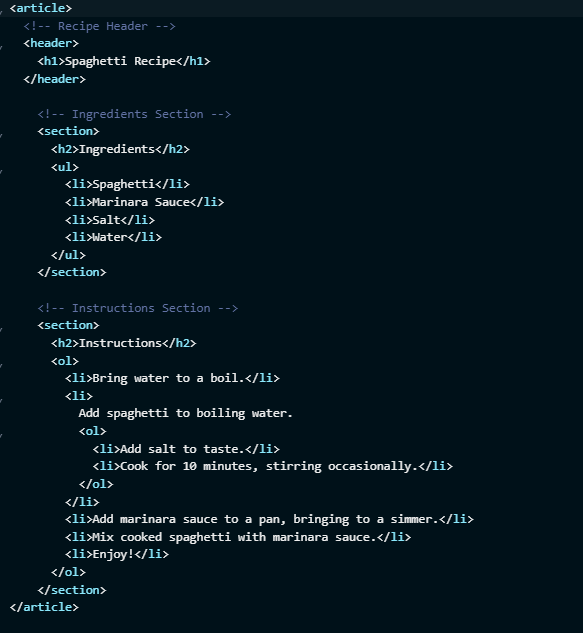 <article>
<!-- Recipe Header -->
<header>
<h1>Spaghetti Recipe</h1>
</header>
<!-- Ingredients Section -->
<section>
<h2>Ingredients</h2>
<ul>
<li>Spaghetti</li>
<li>Marinara Sauce</li>
<li>Salt</li>
<li>Water</li>
</ul>
</section>
<!-- Instructions Section -->
<section>
<h2>Instructions</h2>
<ol>
<li>Bring water to a boil.</li>
<li>
Add spaghetti to boiling water.
<ol>
<li>Add salt to taste.</li>
<li>Cook for 10 minutes, stirring occasionally.</li>
</ol>
</li>
<li>Add marinara sauce to a pan, bringing to a simmer.</li>
<li>Mix cooked spaghetti with marinara sauce.</li>
<li>Enjoy!</li>
</ol>
</section>
</article>